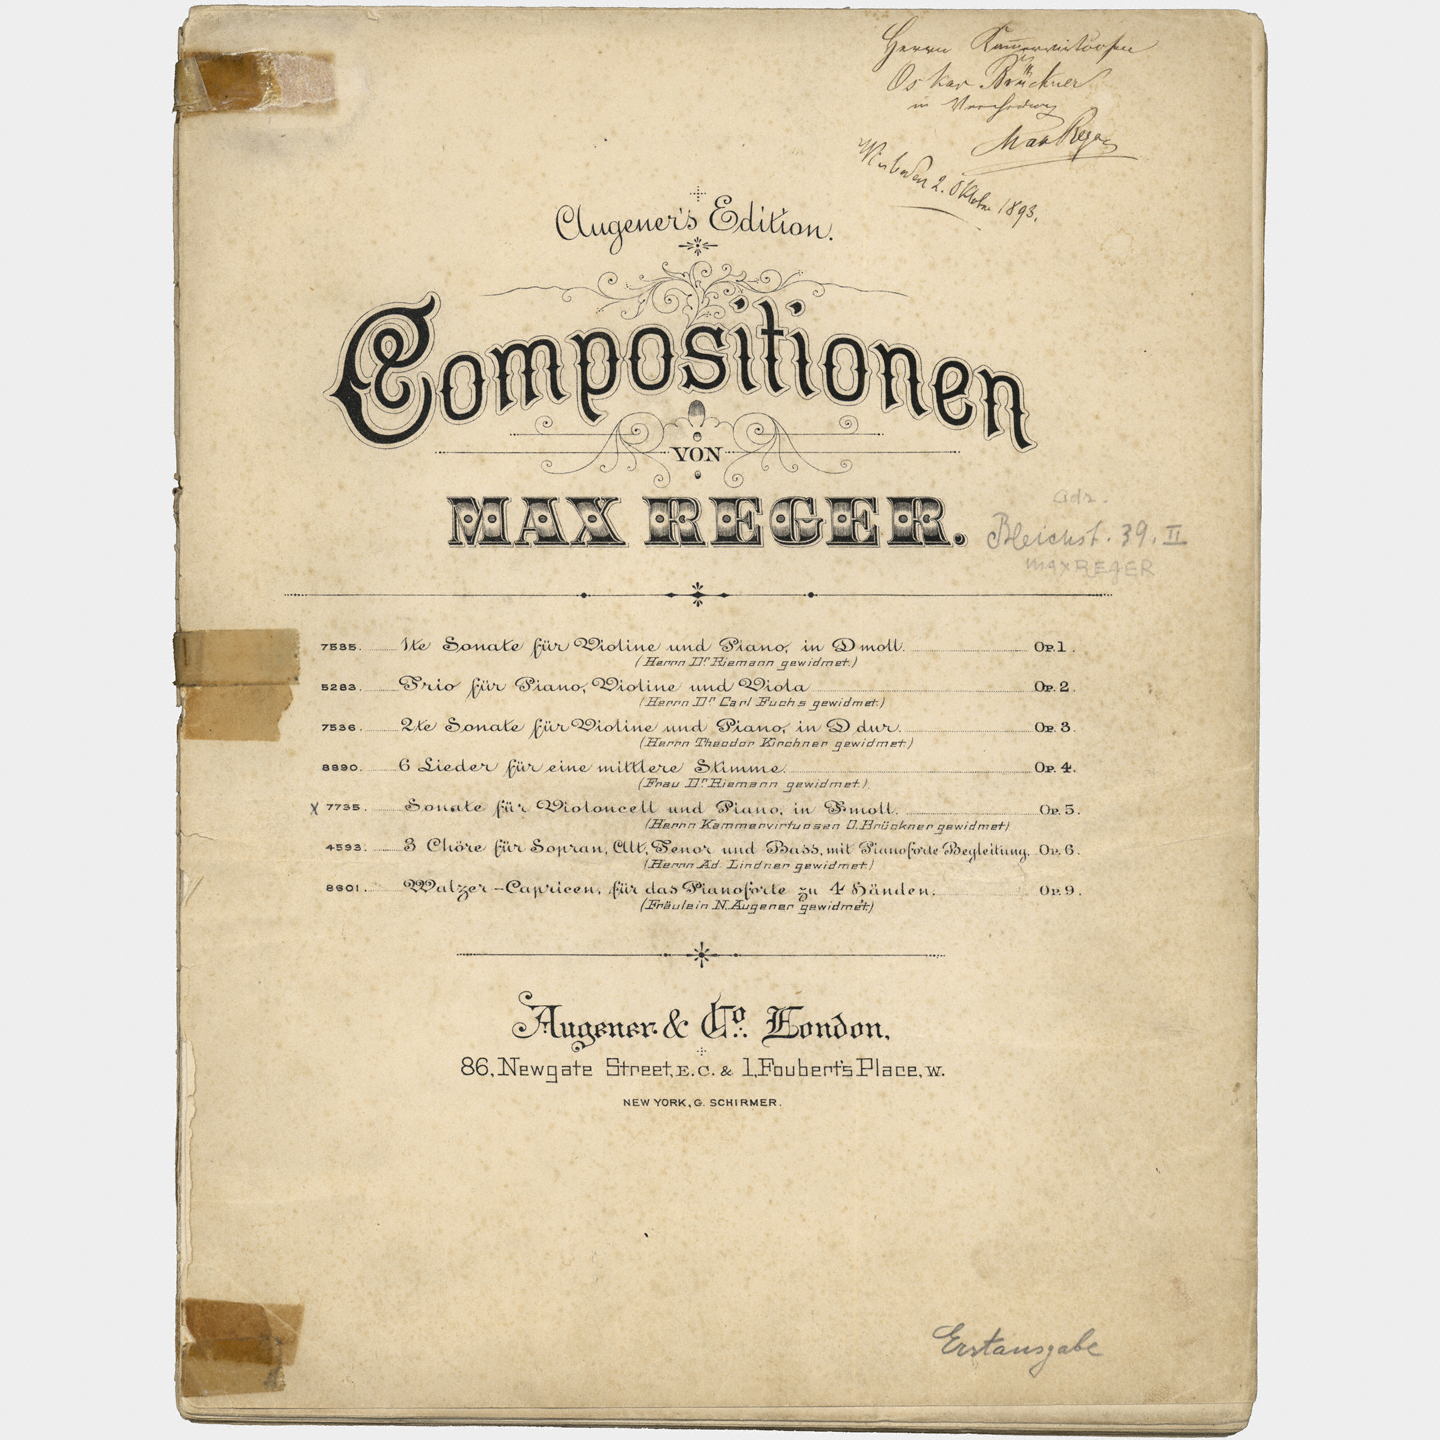 Herrn Kammervirtuosen
Oskar Brückner
in Verehrung
Max Reger
Wiesbaden 2. Oktober 1893.
Augener's Edition.
Compositionen
VON
MAX REGER.
adr.
Bleichst. 39. II
MAX REGER
7535. 1te Sonate für Violine und Piano, in D moll. Op. 1.
(Herrn Dr. Riemann gewidmet.)
5283. Trio für Piano, Violine und Viola Op. 2.
(Herrn Dr. Carl Fuchs gewidmet.)
7536. 2te Sonate für Violine und Piano, in D dur. Op. 3.
(Herrn Theodor Kirchner gewidmet.)
8890. 6 Lieder für eine mittlere Stimme. Op. 4.
(Frau Dr. Riemann gewidmet.)
X 7735. Sonate für Violoncell und Piano, in F moll. Op. 5.
(Herrn Kammervirtuosen O. Brückner gewidmet)
4593. 3 Chöre für Sopran, Alt, Tenor und Bass, mit Pianoforte Begleitung. Op. 6.
(Herrn Ad. Lindner gewidmet.)
8601. Walzer-Capricen, für das Pianoforte zu 4 Händen. Op. 9.
(Fräulein N. Augener gewidmet.)
Augener & Co. London,
86, Newgate Street, E.C. & 1, Foubert's Place, W.
NEW YORK, G. SCHIRMER.
Erstausgabe